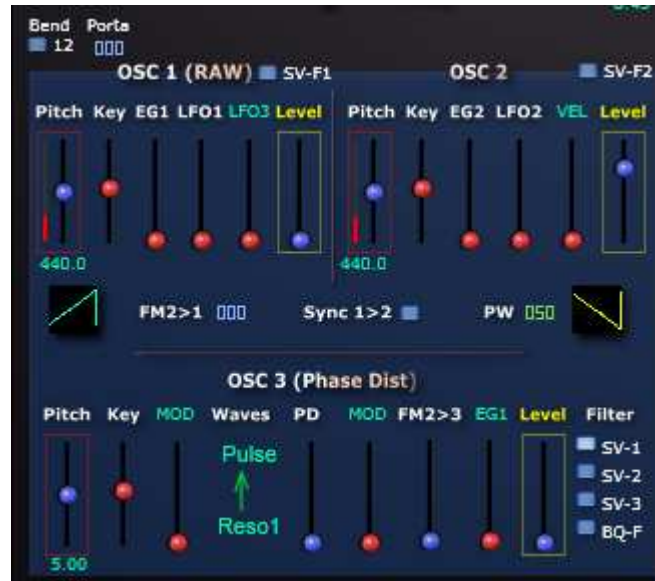 Bend Porta
12 000
OSC 1 (RAW) SV-F1 OSC 2 SV-F2
Pitch Key EG1 LFO1 LFO3 Level Pitch Key EG2 LFO2 VEL Level
440.0 440.0
FM2>1 000 Sync 1>2 PW 050
OSC 3 (Phase Dist)
Pitch Key MOD Waves PD MOD FM2>3 EG1 Level Filter
Pulse
SV-1
SV-2
Reso1
SV-3
BQ-F
5.00